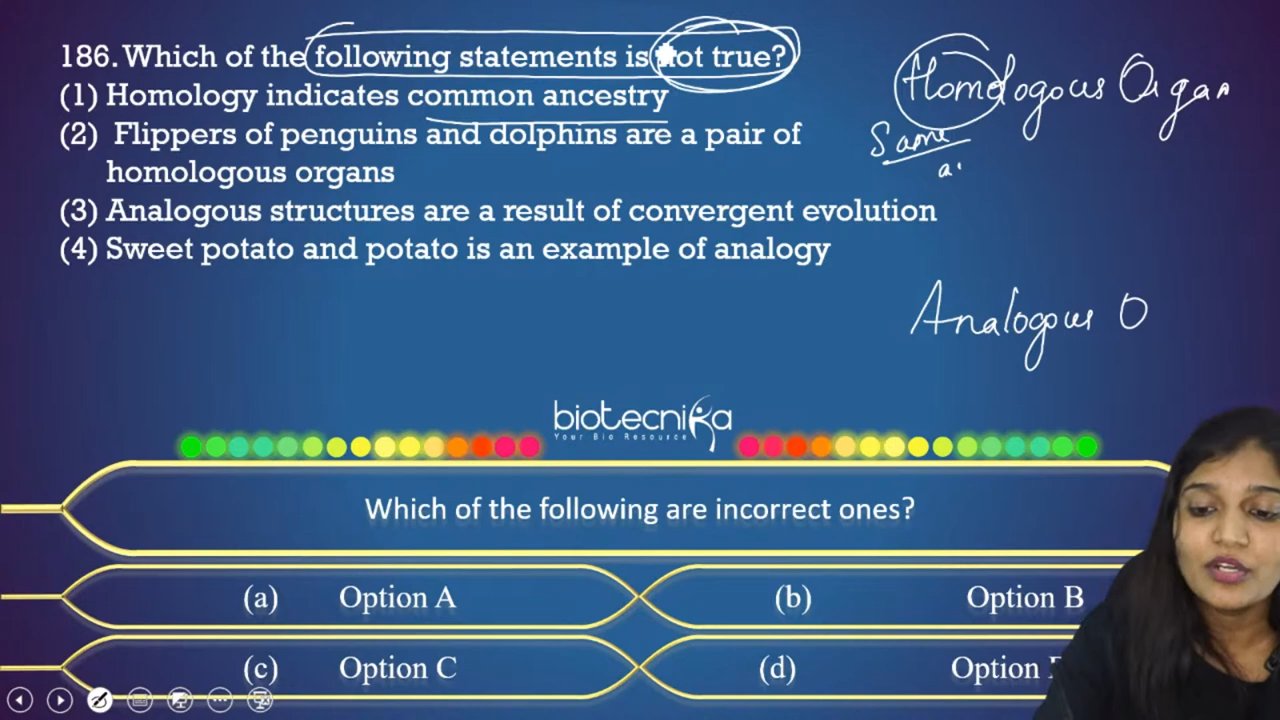 186. Which of the following statements is not true?
(1) Homology indicates common ancestry
(2) Flippers of penguins and dolphins are a pair of
homologous organs
(3) Analogous structures are a result of convergent evolution
(4) Sweet potato and potato is an example of analogy
Homologous Organ
Same
a
Analogous O
biotecnika
Your Bio Resource
Which of the following are incorrect ones?
(a) Option A
(b) Option B
(c) Option C
(d) Option